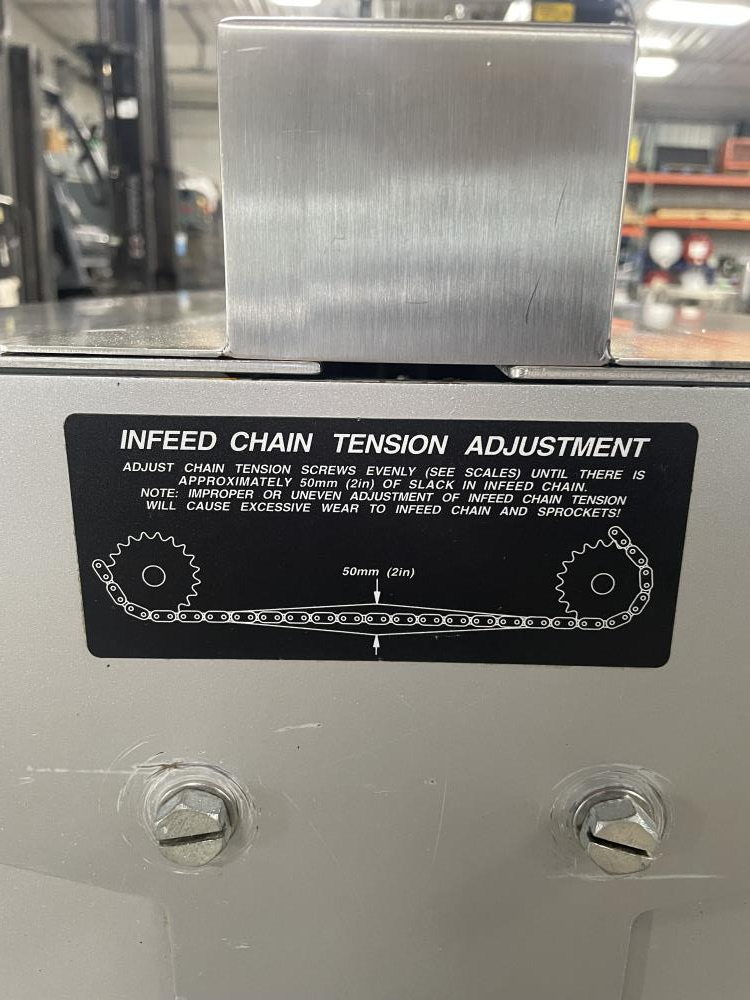 INFEED CHAIN TENSION ADJUSTMENT
ADJUST CHAIN TENSION SCREWS EVENLY (SEE SCALES) UNTIL THERE IS
APPROXIMATELY 50mm (2in) OF SLACK IN INFEED CHAIN.
NOTE: IMPROPER OR UNEVEN ADJUSTMENT OF INFEED CHAIN TENSION
WILL CAUSE EXCESSIVE WEAR TO INFEED CHAIN AND SPROCKETS!
50mm (2in)